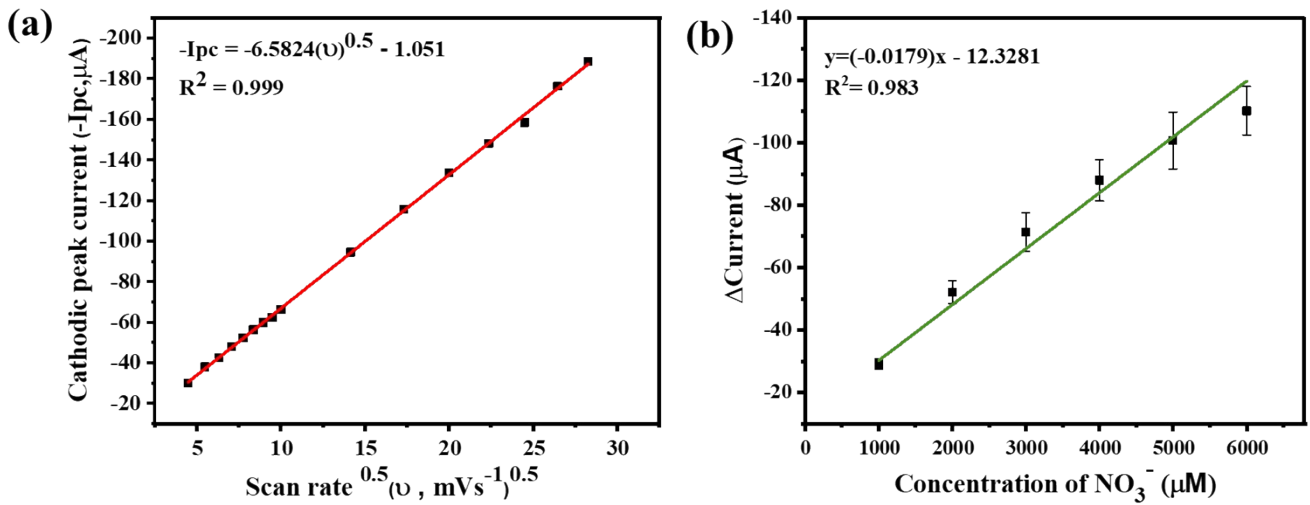 (a)
-Ipc = -6.5824(υ)^0.5 - 1.051
R^2 = 0.999
Cathodic peak current (-Ipc,μA)
-200
-180
-160
-140
-120
-100
-80
-60
-40
-20
5 10 15 20 25 30
Scan rate ^0.5(υ , mVs^-1)^0.5
(b)
y=(-0.0179)x - 12.3281
R^2= 0.983
ΔCurrent (μA)
-140
-120
-100
-80
-60
-40
-20
0 1000 2000 3000 4000 5000 6000
Concentration of NO3^- (μM)